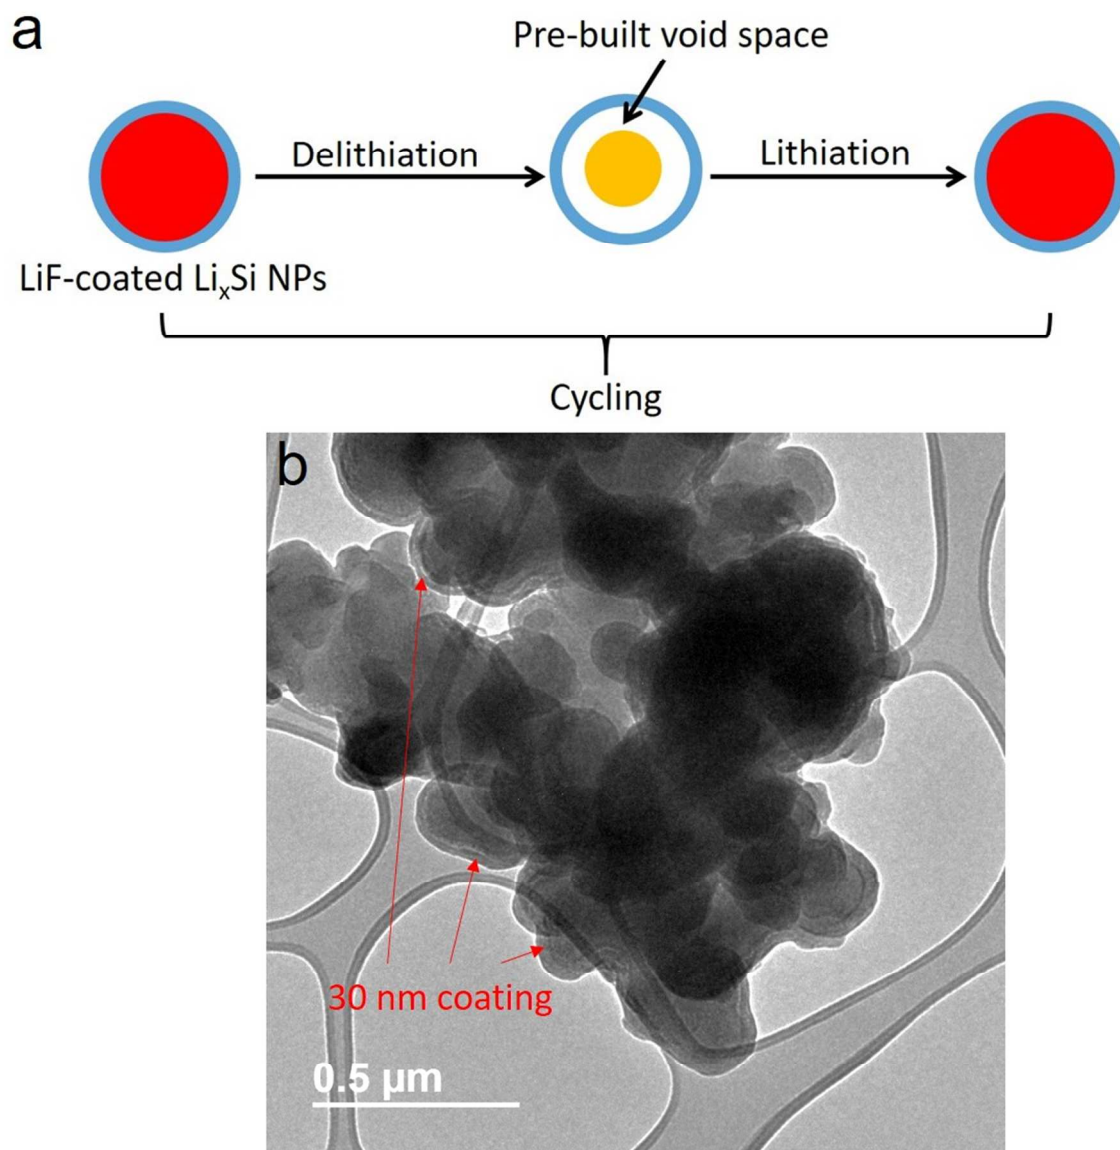 a
Pre-built void space
Delithiation
Lithiation
LiF-coated LiₓSi NPs
Cycling
b
30 nm coating
0.5 µm